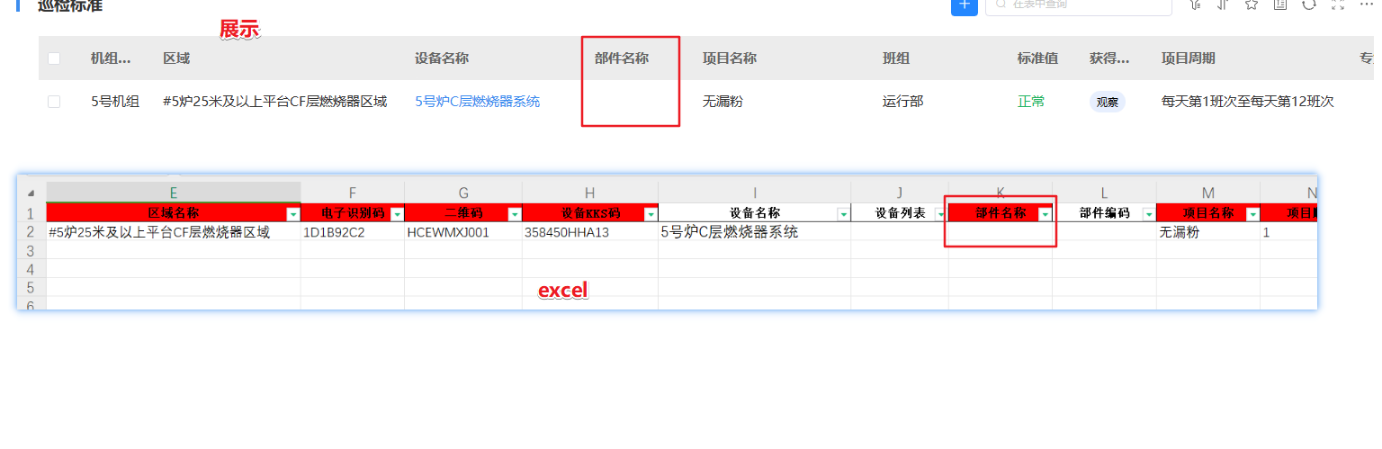 巡检标准
在表中查询
展示
机组... 区域 设备名称 部件名称 项目名称 班组 标准值 获得... 项目周期
5号机组 #5炉25米及以上平台CF层燃烧器区域 5号炉C层燃烧器系统 无漏粉 运行部 正常 观察 每天第1班次至每天第12班次
E F G H I J K L M N
1 区域名称 电子识别码 二维码 设备KKS码 设备名称 设备列表 部件名称 部件编码 项目名称
2 #5炉25米及以上平台CF层燃烧器区域 1D1B92C2 HCEWMXJ001 358450HHA13 5号炉C层燃烧器系统 无漏粉 1
3
4
5
excel
6